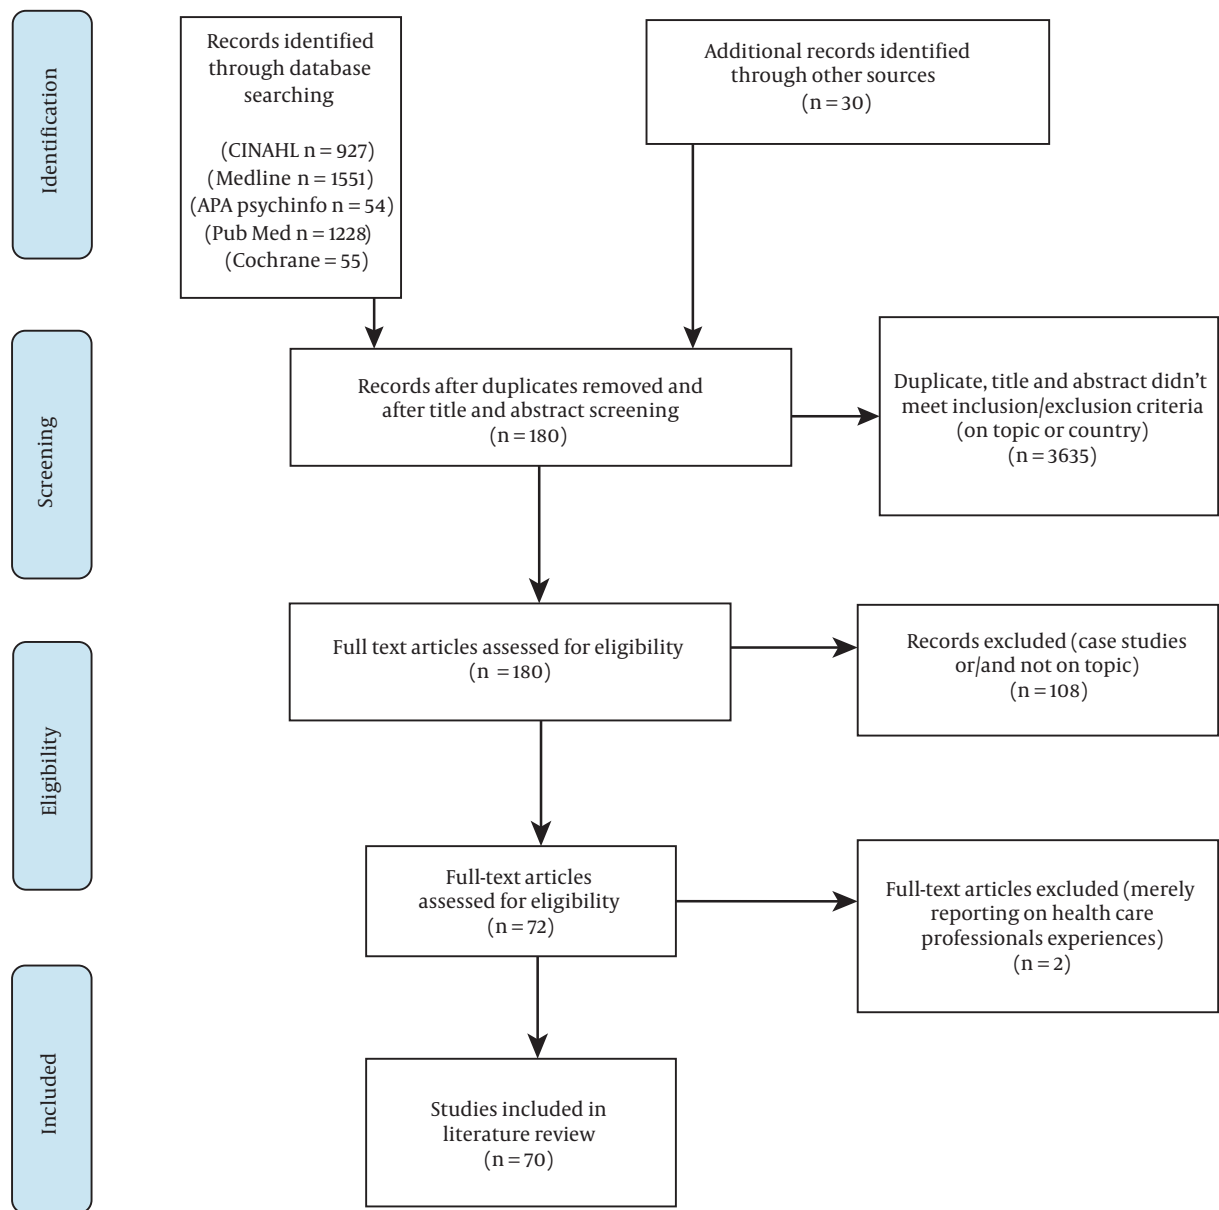 Identification
Records identified
through database
searching
(CINAHL n = 927)
(Medline n = 1551)
(APA psychinfo n = 54)
(Pub Med n = 1228)
(Cochrane = 55)
Additional records identified
through other sources
(n = 30)
Screening
Records after duplicates removed and
after title and abstract screening
(n = 180)
Duplicate, title and abstract didn't
meet inclusion/exclusion criteria
(on topic or country)
(n = 3635)
Eligibility
Full text articles assessed for eligibility
(n = 180)
Records excluded (case studies
or/and not on topic)
(n = 108)
Full-text articles
assessed for eligibility
(n = 72)
Full-text articles excluded (merely
reporting on health care
professionals experiences)
(n = 2)
Included
Studies included in
literature review
(n = 70)